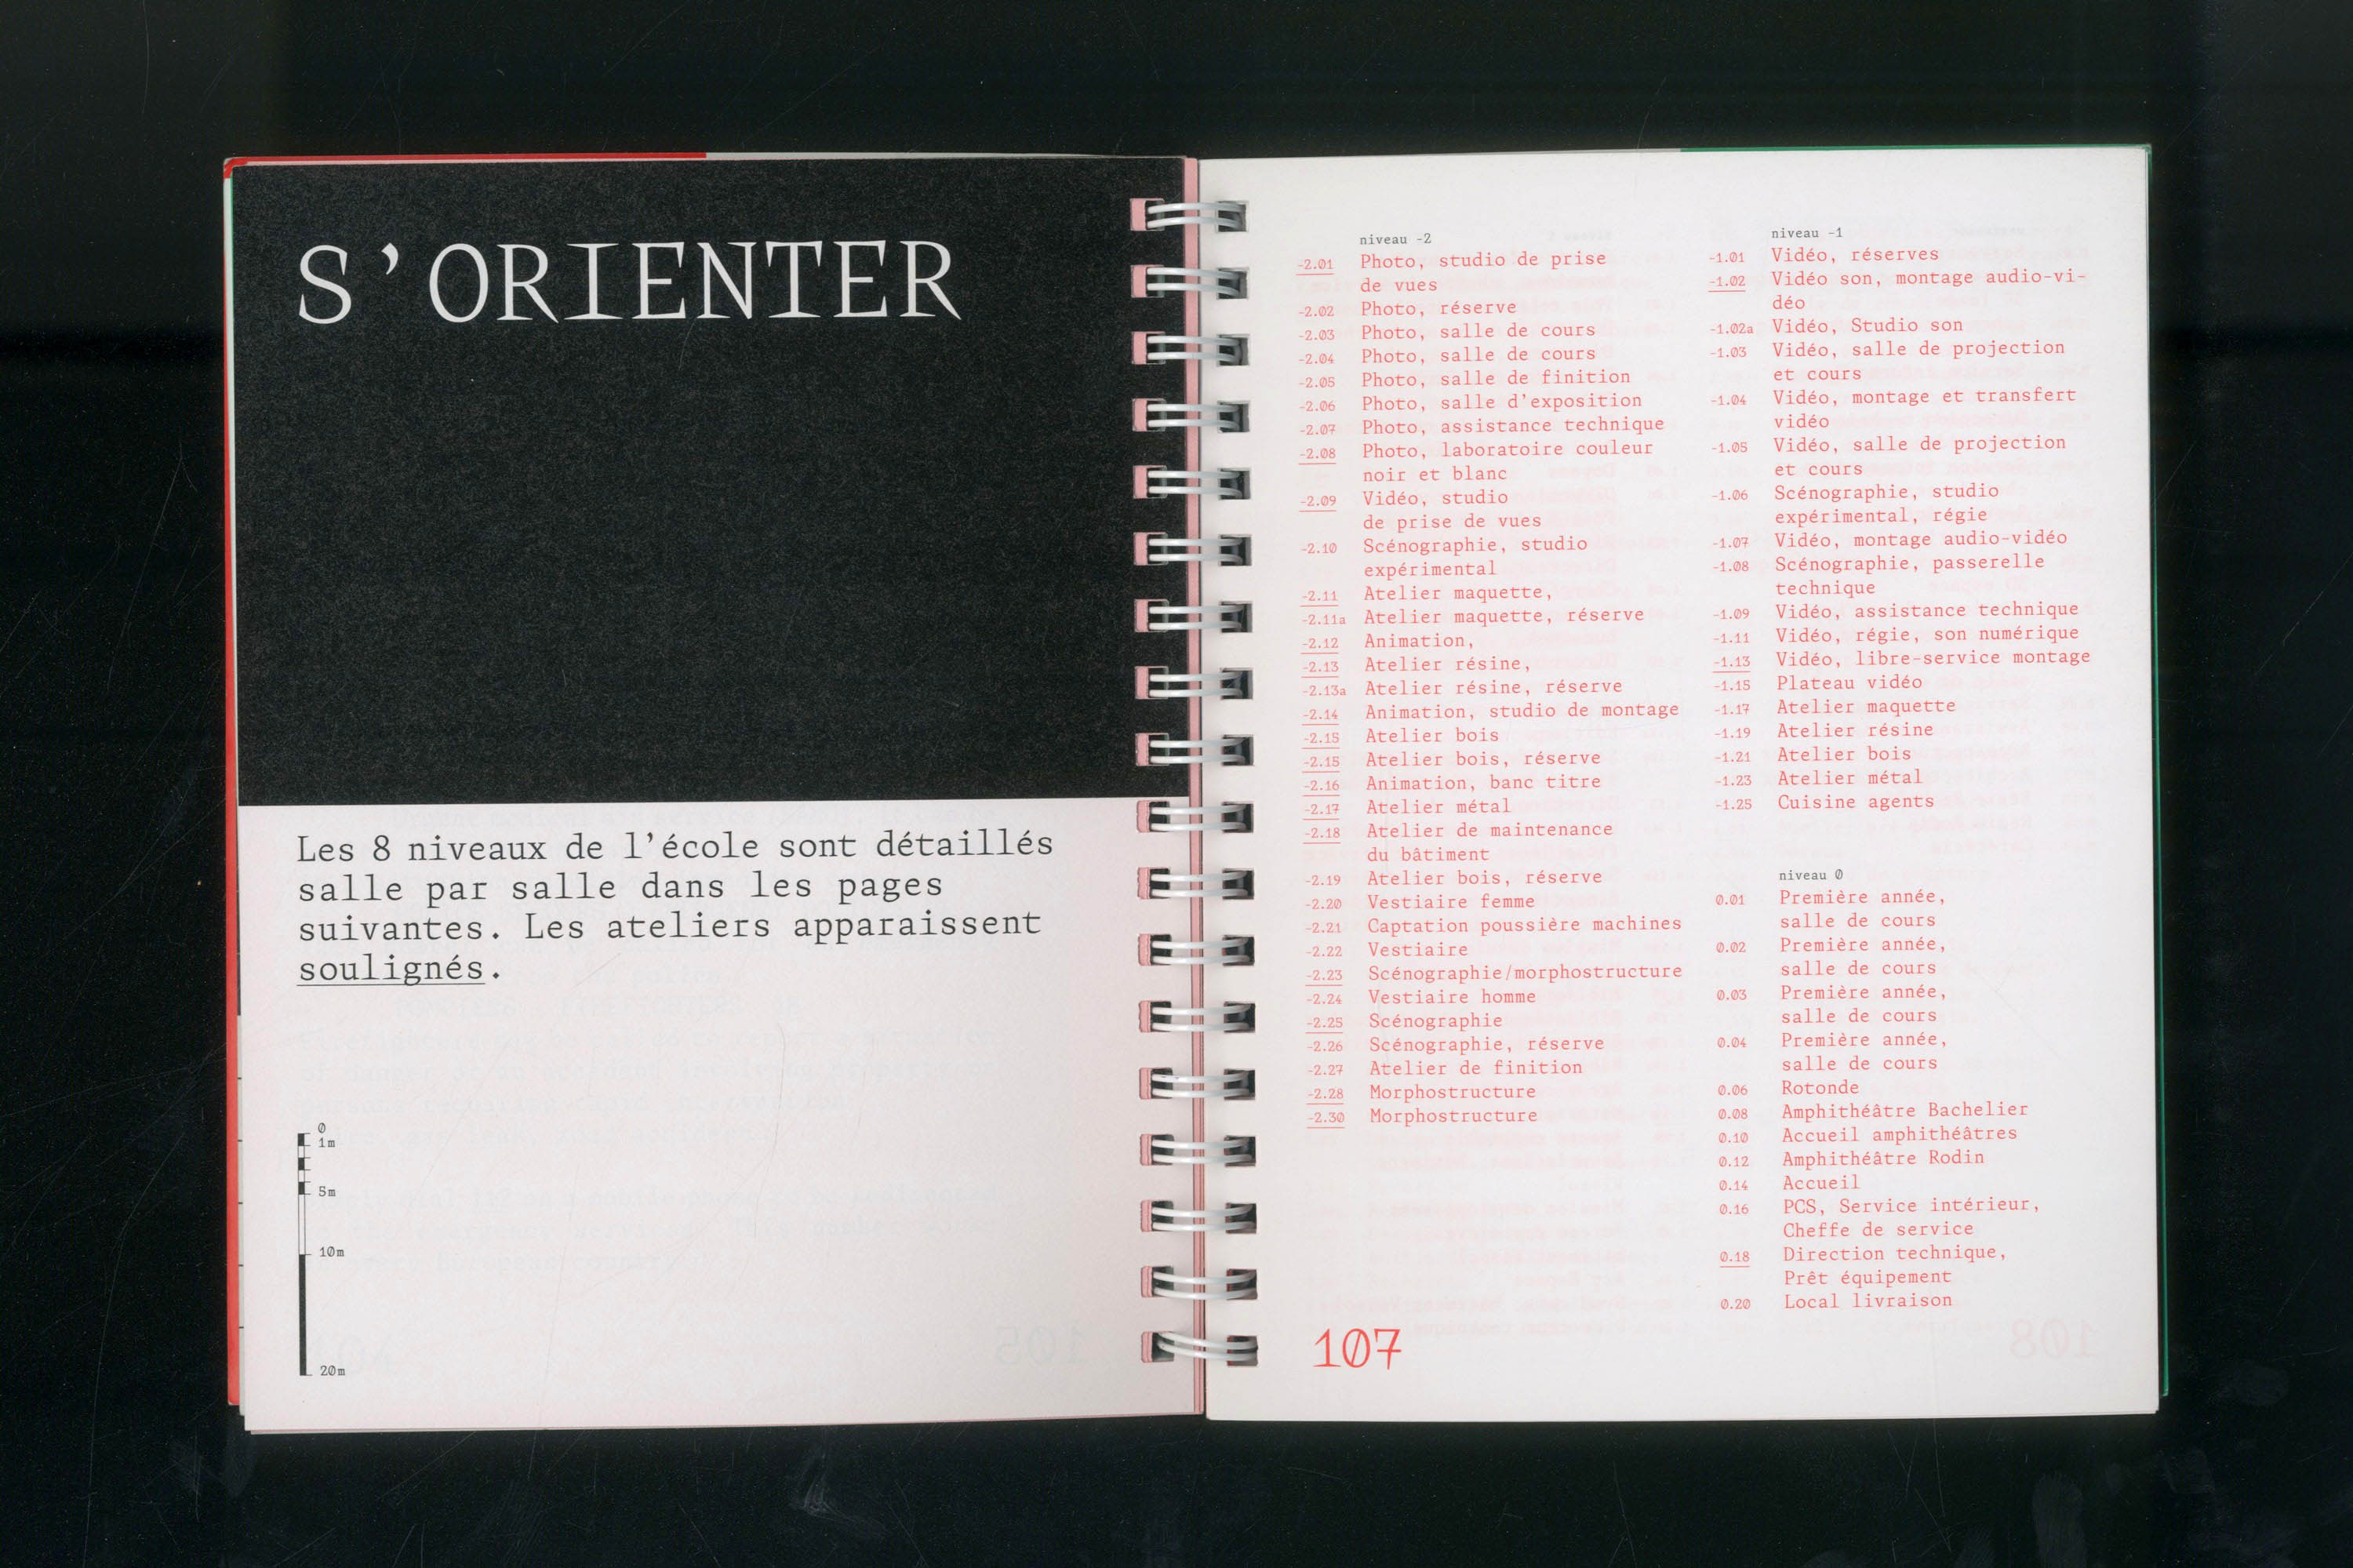 S’ORIENTER
Les 8 niveaux de l’école sont détaillés
salle par salle dans les pages
suivantes. Les ateliers apparaissent
soulignés.
0
1m
5m
10m
20m
niveau -2
-2.01 Photo, studio de prise
de vues
-2.02 Photo, réserve
-2.03 Photo, salle de cours
-2.04 Photo, salle de cours
-2.05 Photo, salle de finition
-2.06 Photo, salle d’exposition
-2.07 Photo, assistance technique
-2.08 Photo, laboratoire couleur
noir et blanc
-2.09 Vidéo, studio
de prise de vues
-2.10 Scénographie, studio
expérimental
-2.11 Atelier maquette,
-2.11a Atelier maquette, réserve
-2.12 Animation,
-2.13 Atelier résine,
-2.13a Atelier résine, réserve
-2.14 Animation, studio de montage
-2.15 Atelier bois
-2.15 Atelier bois, réserve
-2.16 Animation, banc titre
-2.17 Atelier métal
-2.18 Atelier de maintenance
du bâtiment
-2.19 Atelier bois, réserve
-2.20 Vestiaire femme
-2.21 Captation poussière machines
-2.22 Vestiaire
-2.23 Scénographie/morphostructure
-2.24 Vestiaire homme
-2.25 Scénographie
-2.26 Scénographie, réserve
-2.27 Atelier de finition
-2.28 Morphostructure
-2.30 Morphostructure
niveau -1
-1.01 Vidéo, réserves
-1.02 Vidéo son, montage audio-vi-
déo
-1.02a Vidéo, Studio son
-1.03 Vidéo, salle de projection
et cours
-1.04 Vidéo, montage et transfert
vidéo
-1.05 Vidéo, salle de projection
et cours
-1.06 Scénographie, studio
expérimental, régie
-1.07 Vidéo, montage audio-vidéo
-1.08 Scénographie, passerelle
technique
-1.09 Vidéo, assistance technique
-1.11 Vidéo, régie, son numérique
-1.13 Vidéo, libre-service montage
-1.15 Plateau vidéo
-1.17 Atelier maquette
-1.19 Atelier résine
-1.21 Atelier bois
-1.23 Atelier métal
-1.25 Cuisine agents
niveau 0
0.01 Première année,
salle de cours
0.02 Première année,
salle de cours
0.03 Première année,
salle de cours
0.04 Première année,
salle de cours
0.06 Rotonde
0.08 Amphithéâtre Bachelier
0.10 Accueil amphithéâtres
0.12 Amphithéâtre Rodin
0.14 Accueil
0.16 PCS, Service intérieur,
Cheffe de service
0.18 Direction technique,
Prêt équipement
0.20 Local livraison
107